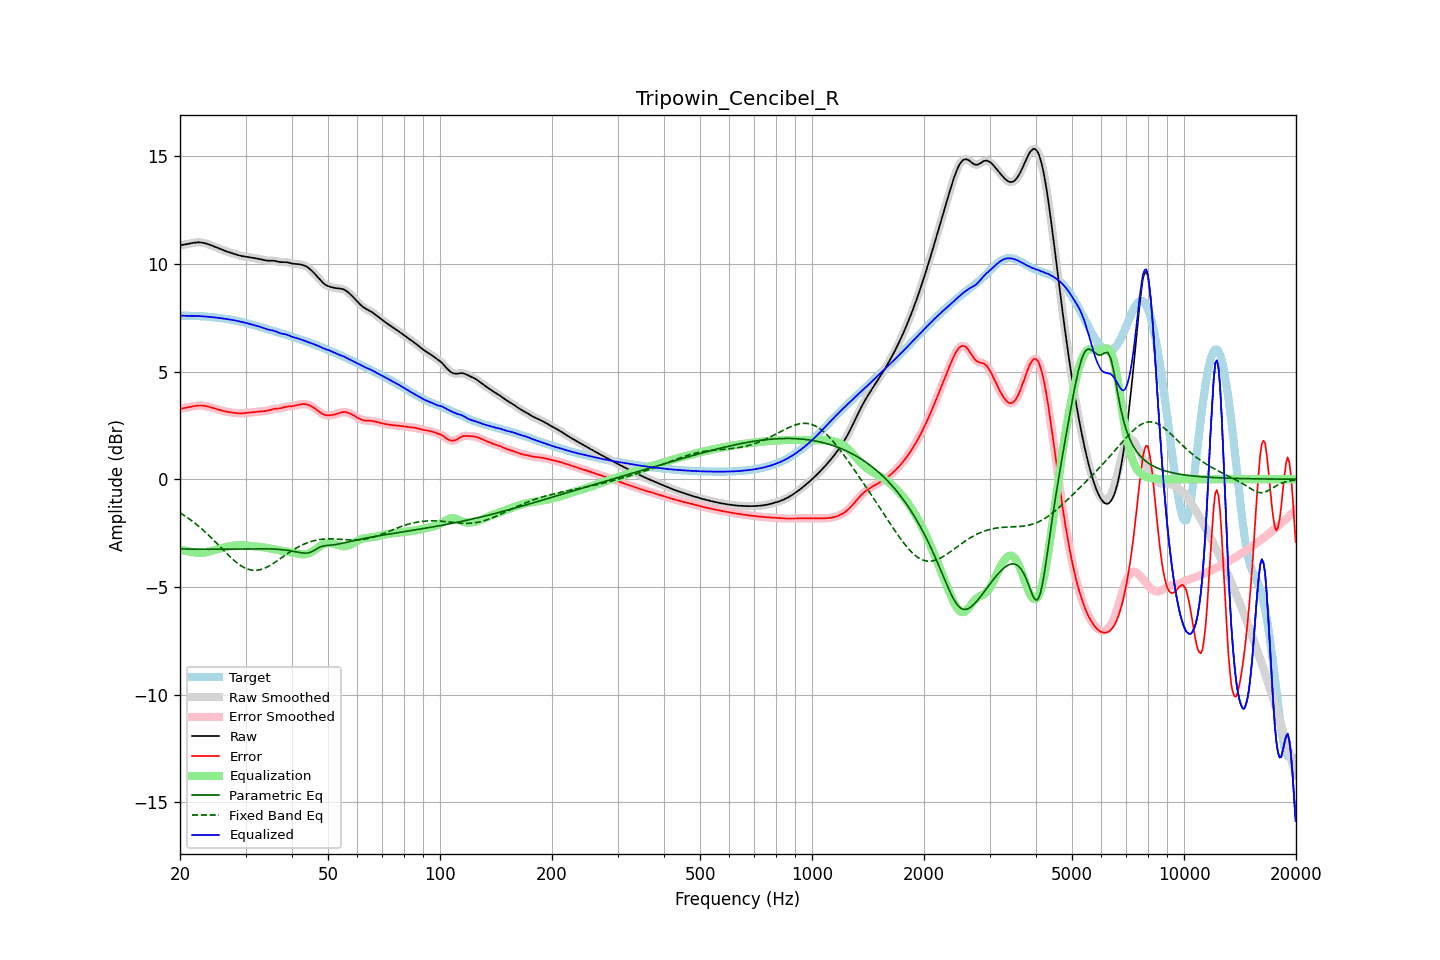 Tripowin_Cencibel_R
Amplitude (dBr)
15
10
5
0
−5
−10
−15
Target
Raw Smoothed
Error Smoothed
Raw
Error
Equalization
Parametric Eq
Fixed Band Eq
Equalized
20 50 100 200 500 1000 2000 5000 10000 20000
Frequency (Hz)